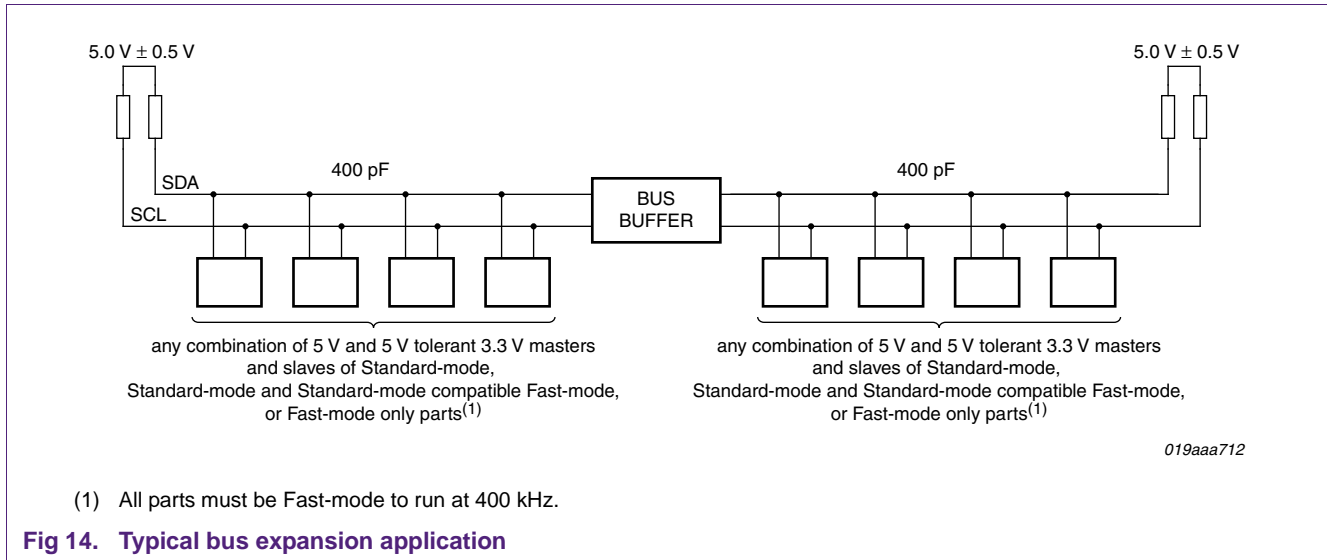 5.0 V ± 0.5 V
5.0 V ± 0.5 V
400 pF
400 pF
SDA
SCL
BUS
BUFFER
any combination of 5 V and 5 V tolerant 3.3 V masters
and slaves of Standard-mode,
Standard-mode and Standard-mode compatible Fast-mode,
or Fast-mode only parts(1)
any combination of 5 V and 5 V tolerant 3.3 V masters
and slaves of Standard-mode,
Standard-mode and Standard-mode compatible Fast-mode,
or Fast-mode only parts(1)
019aaa712
(1) All parts must be Fast-mode to run at 400 kHz.
Fig 14. Typical bus expansion application